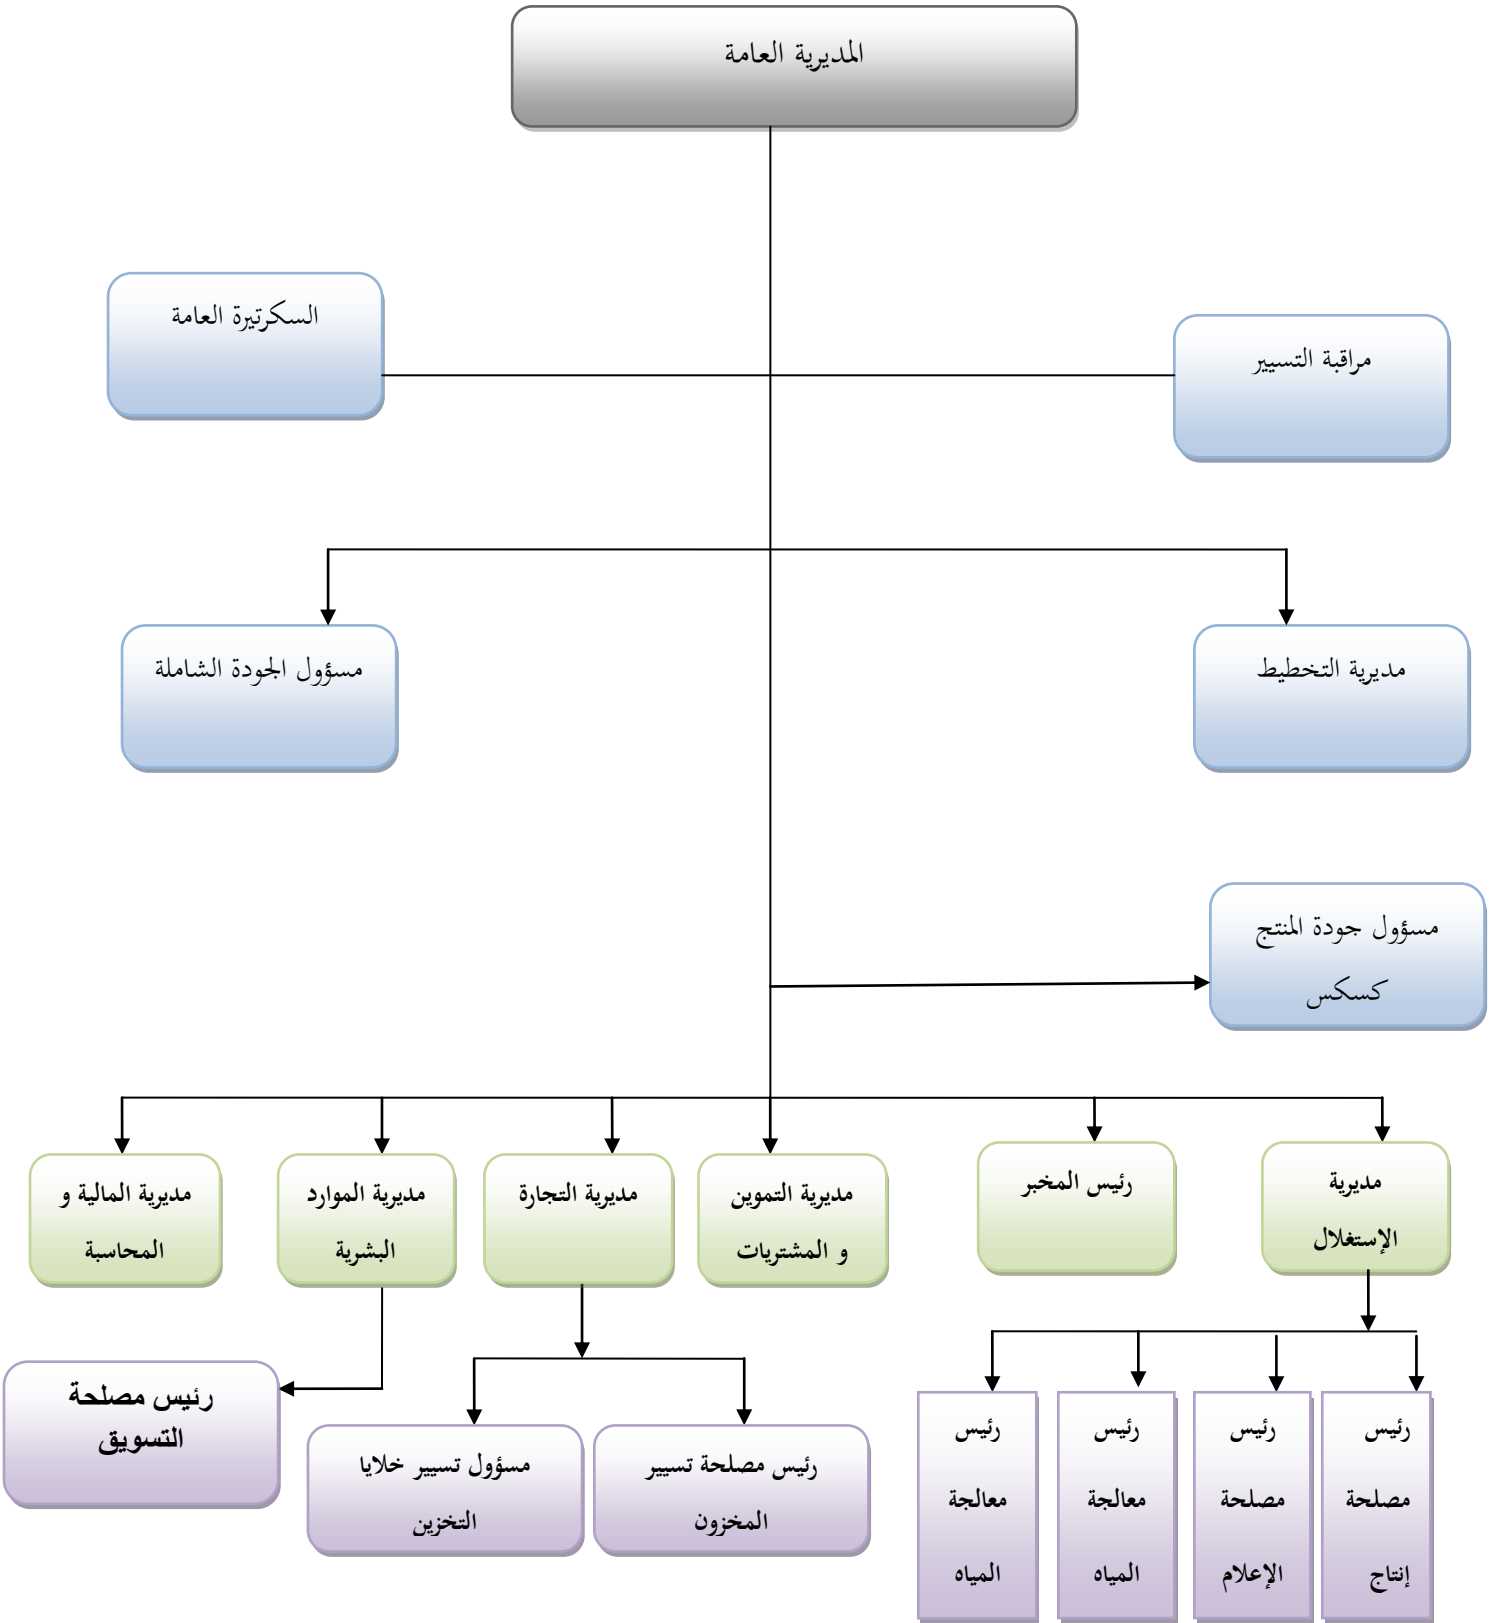 المديرية العامة
السكرتيرة العامة
مراقبة التسيير
مسؤول الجودة الشاملة
مديرية التخطيط
مسؤول جودة المنتج
كسكس
مديرية
الإستغلال
رئيس المخبر
مديرية التموين
و المشتريات
مديرية التجارة
مديرية الموارد
البشرية
مديرية المالية و
المحاسبة
رئيس
مصلحة
إنتاج
رئيس
مصلحة
الإعلام
رئيس
معالجة
المياه
رئيس
معالجة
المياه
رئيس مصلحة تسيير
المخزون
مسؤول تسيير خلايا
التخزين
رئيس مصلحة
التسويق